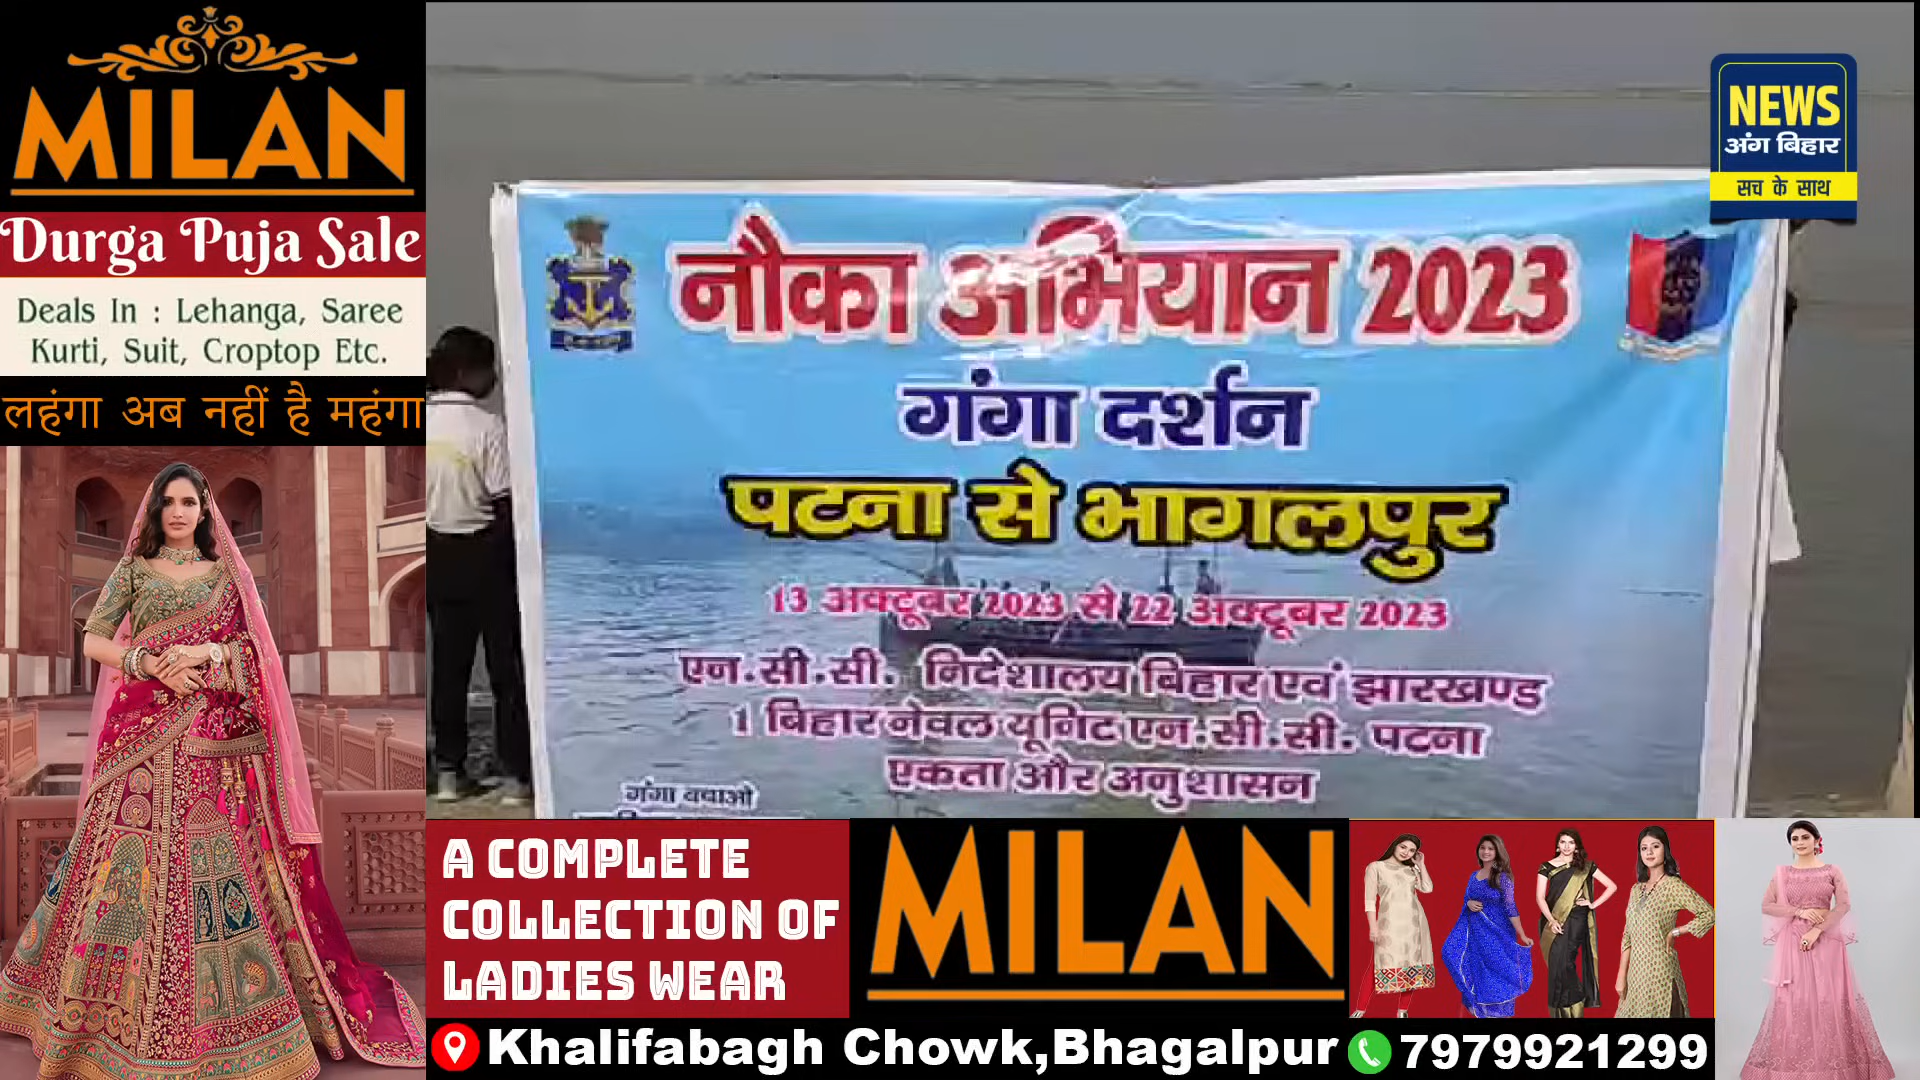 MILAN
Durga Puja Sale
Deals In : Lehanga, Saree
Kurti, Suit, Croptop Etc.
लहंगा अब नहीं है महंगा
NEWS
अंग बिहार
सच के साथ
नौका अभियान 2023
गंगा दर्शन
पटना से भागलपुर
13 अक्टूबर 2023 से 22 अक्टूबर 2023
एन.सी.सी. निदेशालय बिहार एवं झारखण्ड
1 बिहार नेवल यूनिट एन.सी.सी. पटना
एकता और अनुशासन
गंगा बचाओ
A COMPLETE
COLLECTION OF
LADIES WEAR
MILAN
Khalifabagh Chowk,Bhagalpur
7979921299